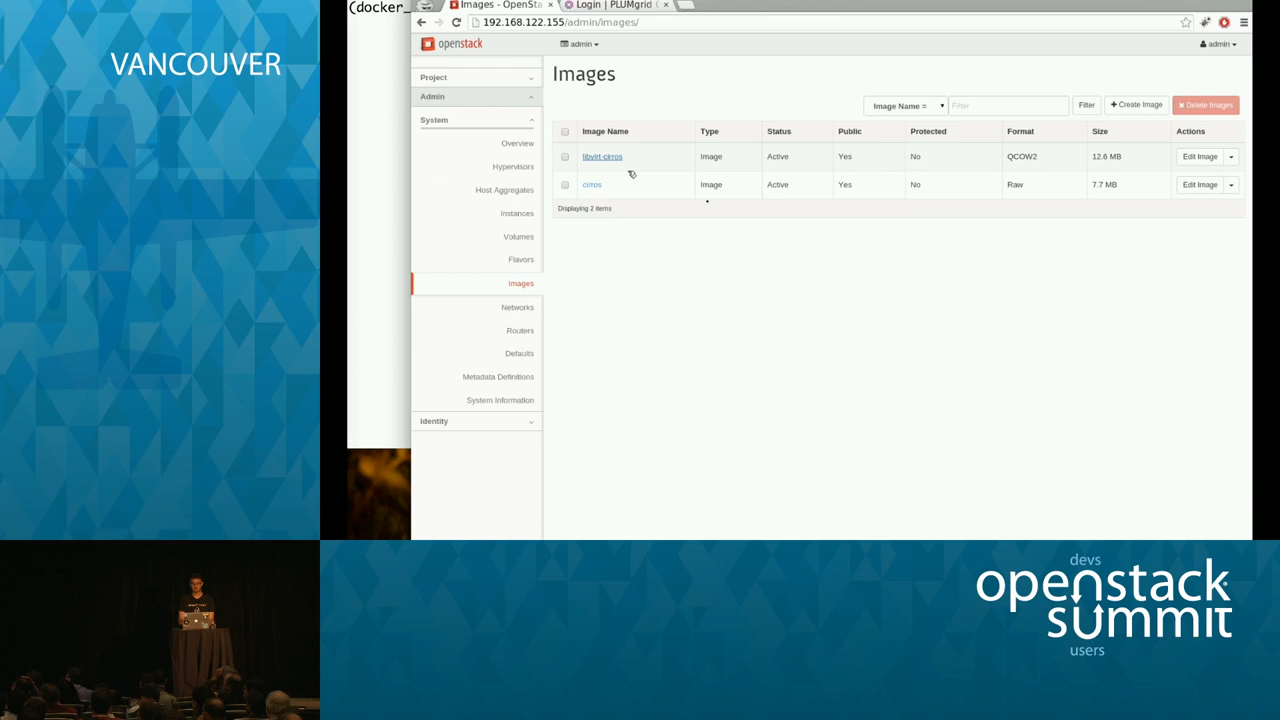 VANCOUVER
(docker_
Images - OpenSta
Login | PLUMgrid
192.168.122.155/admin/images/
openstack
admin
admin
Project
Admin
System
Overview
Hypervisors
Host Aggregates
Instances
Volumes
Flavors
Images
Networks
Routers
Defaults
Metadata Definitions
System Information
Identity
Images
Image Name =
Filter
Filter
+ Create Image
Delete Images
Image Name Type Status Public Protected Format Size Actions
libvirt-cirros Image Active Yes No QCOW2 12.6 MB Edit Image
cirros Image Active Yes No Raw 7.7 MB Edit Image
Displaying 2 items
devs
openstack
summit
users